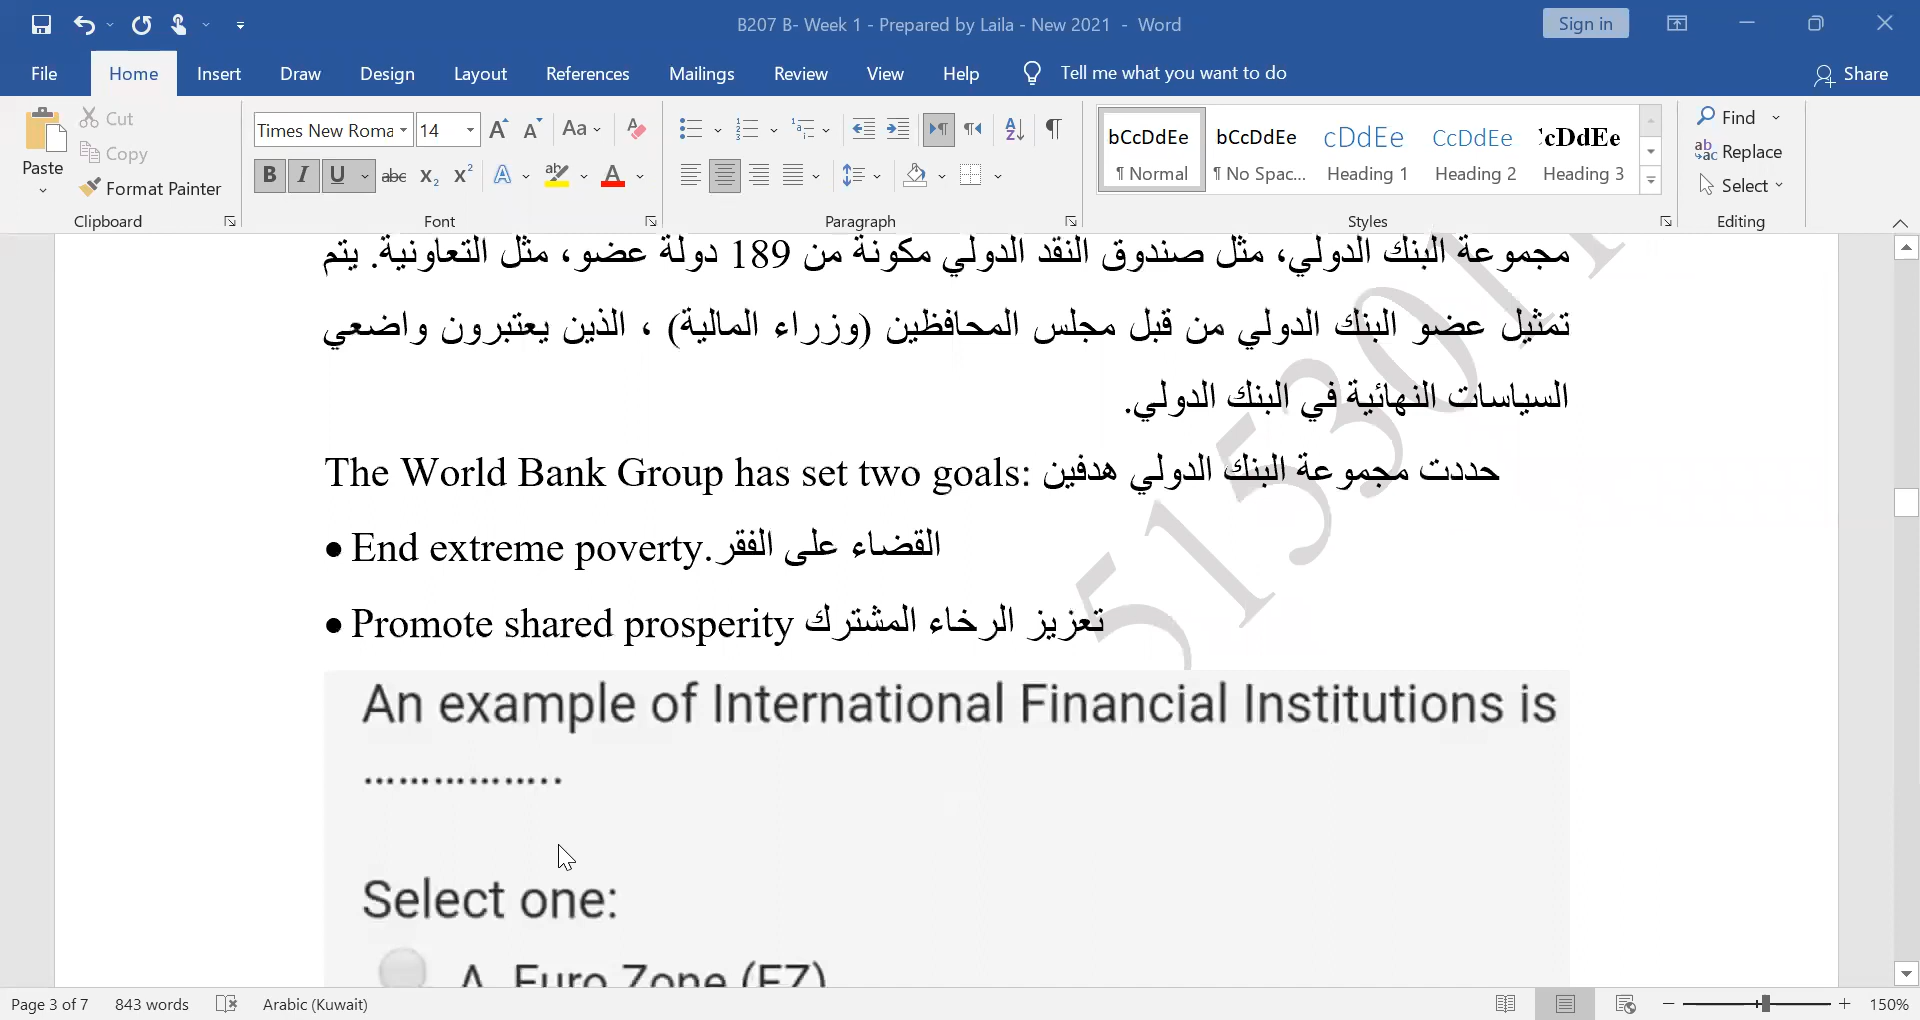 B207 B- Week 1 - Prepared by Laila - New 2021 - Word
Sign in
File Home Insert Draw Design Layout References Mailings Review View Help Tell me what you want to do Share
Paste
Cut
Copy
Format Painter
Clipboard
Times New Roma 14
Font
Paragraph
bCcDdEe bCcDdEe cDdEe CcDdEe 'cDdEe
¶ Normal ¶ No Spac... Heading 1 Heading 2 Heading 3
Styles
Find
Replace
Select
Editing
مجموعة البنك الدولي، مثل صندوق النقد الدولي مكونة من 189 دولة عضو، مثل التعاونية. يتم
تمثيل عضو البنك الدولي من قبل مجلس المحافظين (وزراء المالية) ، الذين يعتبرون واضعي
السياسات النهائية في البنك الدولي.
The World Bank Group has set two goals: حددت مجموعة البنك الدولي هدفين
• End extreme poverty.القضاء على الفقر
• Promote shared prosperity تعزيز الرخاء المشترك
An example of International Financial Institutions is
..................
Select one:
A. Euro Zone (EZ)
Page 3 of 7 843 words Arabic (Kuwait) 150%